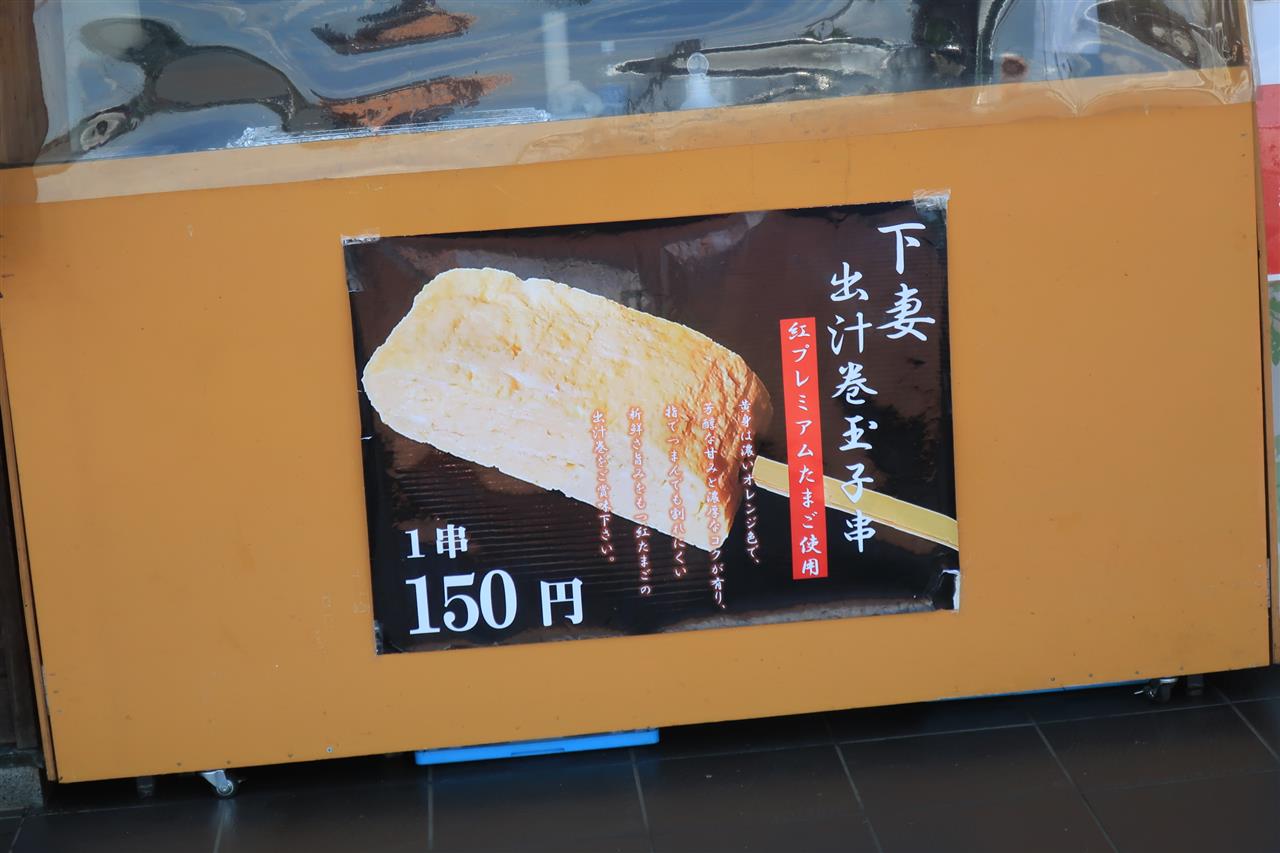 下妻
出汁巻玉子串
紅プレミアムたまご使用
黄身は濃いオレンジ色で、
芳醇な甘みと濃厚なコクが有り、
指でつまんでも割れにくい
新鮮さ旨みをもつ紅たまごの
出汁巻をご賞味下さい。
1串
150円